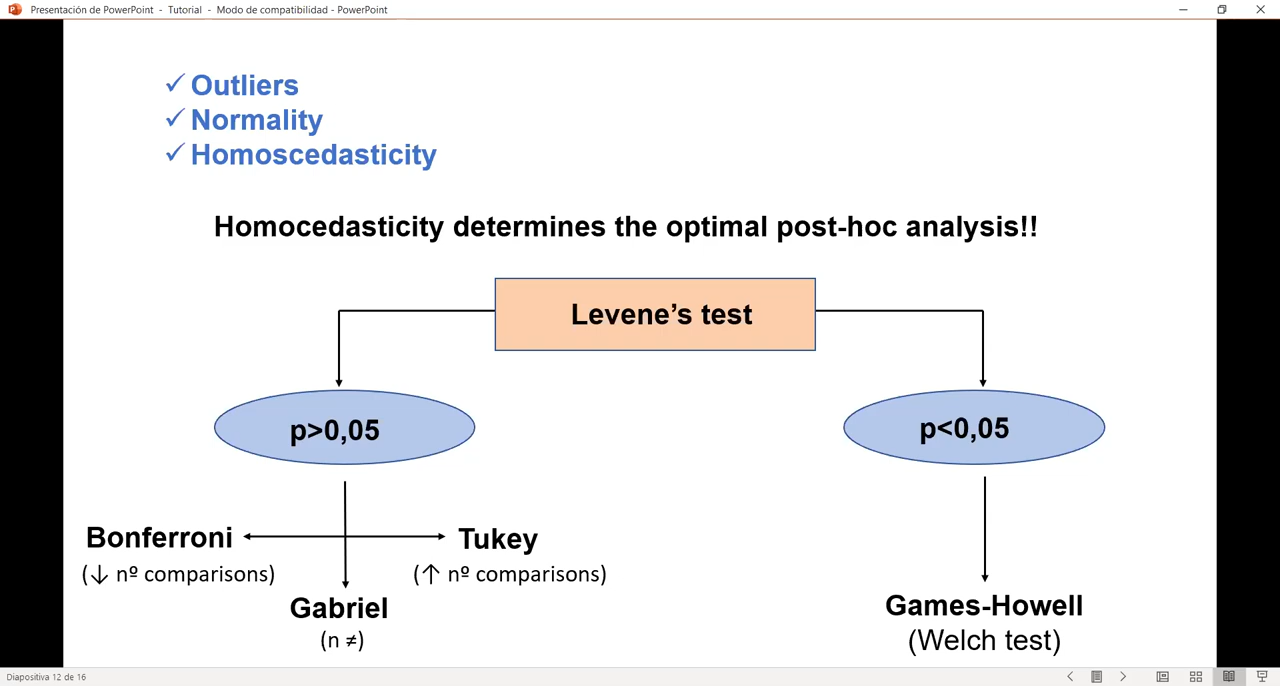 Presentación de PowerPoint - Tutorial - Modo de compatibilidad - PowerPoint
✓ Outliers
✓ Normality
✓ Homoscedasticity
Homocedasticity determines the optimal post-hoc analysis!!
Levene’s test
p>0,05
p<0,05
Bonferroni
(↓ nº comparisons)
Tukey
(↑ nº comparisons)
Gabriel
(n ≠)
Games-Howell
(Welch test)
Diapositiva 12 de 16